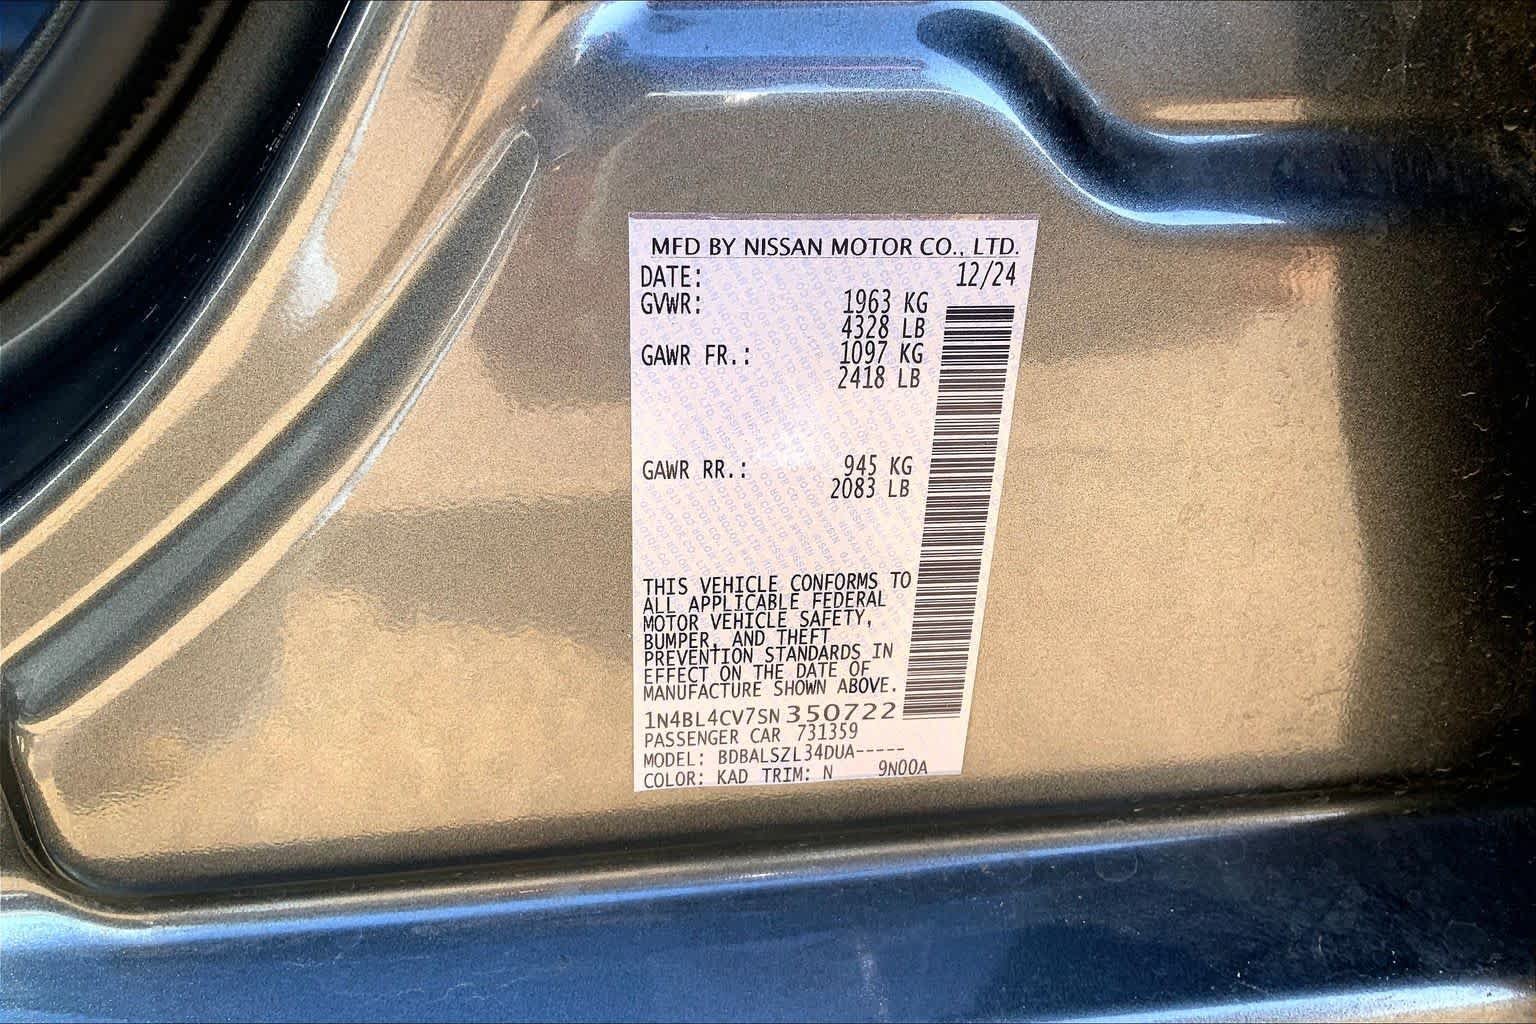 MFD BY NISSAN MOTOR CO., LTD.
DATE: 12/24
GVWR: 1963 KG
4328 LB
GAWR FR.: 1097 KG
2418 LB
GAWR RR.: 945 KG
2083 LB
THIS VEHICLE CONFORMS TO
ALL APPLICABLE FEDERAL
MOTOR VEHICLE SAFETY,
BUMPER, AND THEFT
PREVENTION STANDARDS IN
EFFECT ON THE DATE OF
MANUFACTURE SHOWN ABOVE.
1N4BL4CV7SN350722
PASSENGER CAR 731359
MODEL: BDBALSZL34DUA-----
COLOR: KAD TRIM: N 9N00A